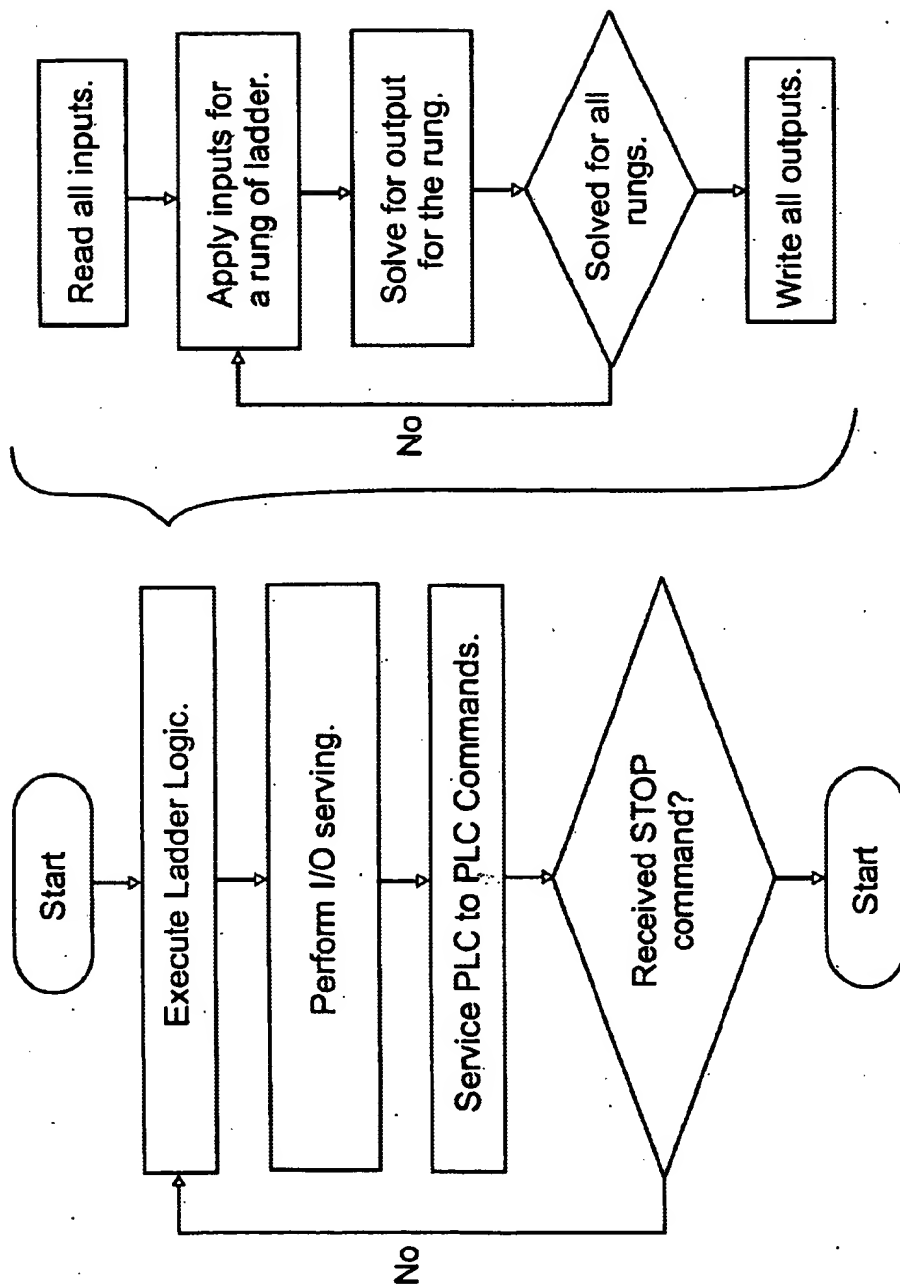 Start
Execute Ladder Logic.
Perform I/O serving.
Service PLC to PLC Commands.
Received STOP
command?
No
Start
Read all inputs.
Apply inputs for
a rung of ladder.
Solve for output
for the rung.
Solved for all
rungs.
No
Write all outputs.